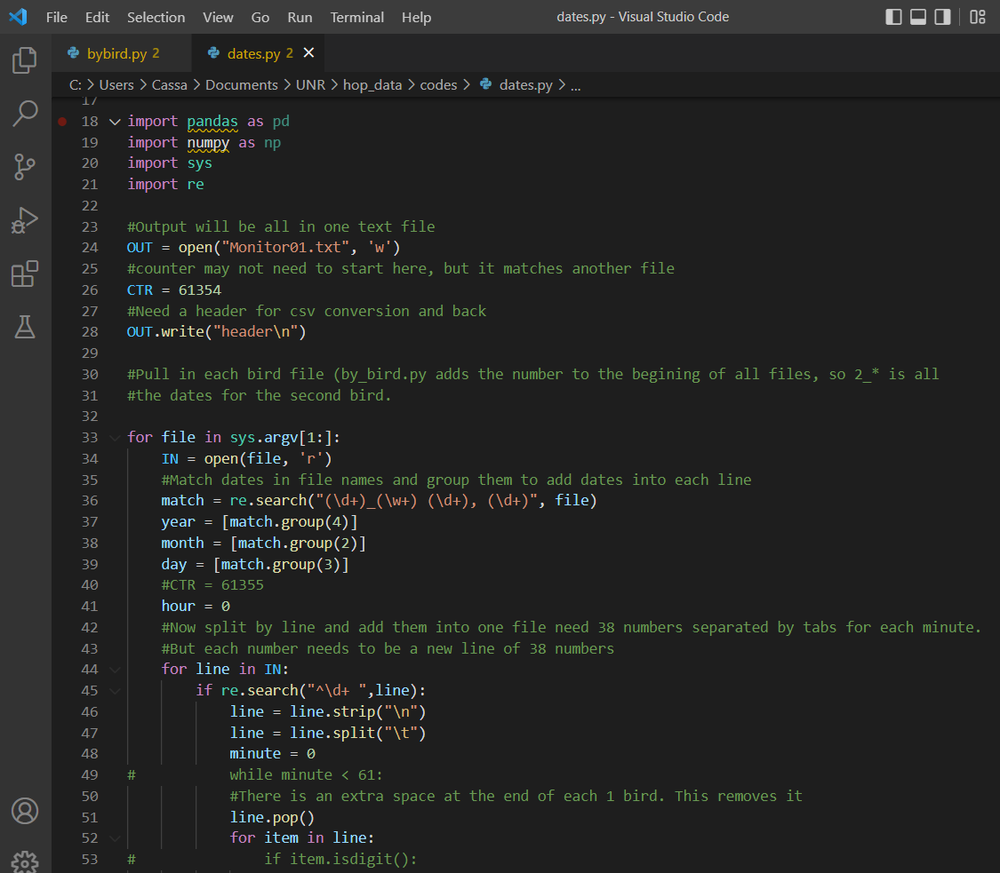 File Edit Selection View Go Run Terminal Help dates.py - Visual Studio Code
bybird.py 2 dates.py 2
C: > Users > Cassa > Documents > UNR > hop_data > codes > dates.py > ...
17
18 import pandas as pd
19 import numpy as np
20 import sys
21 import re
22
23 #Output will be all in one text file
24 OUT = open("Monitor01.txt", 'w')
25 #counter may not need to start here, but it matches another file
26 CTR = 61354
27 #Need a header for csv conversion and back
28 OUT.write("header\n")
29
30 #Pull in each bird file (by_bird.py adds the number to the begining of all files, so 2_* is all
31 #the dates for the second bird.
32
33 for file in sys.argv[1:]:
34 IN = open(file, 'r')
35 #Match dates in file names and group them to add dates into each line
36 match = re.search("(\d+)_(\w+) (\d+), (\d+)", file)
37 year = [match.group(4)]
38 month = [match.group(2)]
39 day = [match.group(3)]
40 #CTR = 61355
41 hour = 0
42 #Now split by line and add them into one file need 38 numbers separated by tabs for each minute.
43 #But each number needs to be a new line of 38 numbers
44 for line in IN:
45 if re.search("^\d+ ",line):
46 line = line.strip("\n")
47 line = line.split("\t")
48 minute = 0
49 # while minute < 61:
50 #There is an extra space at the end of each 1 bird. This removes it
51 line.pop()
52 for item in line:
53 # if item.isdigit():